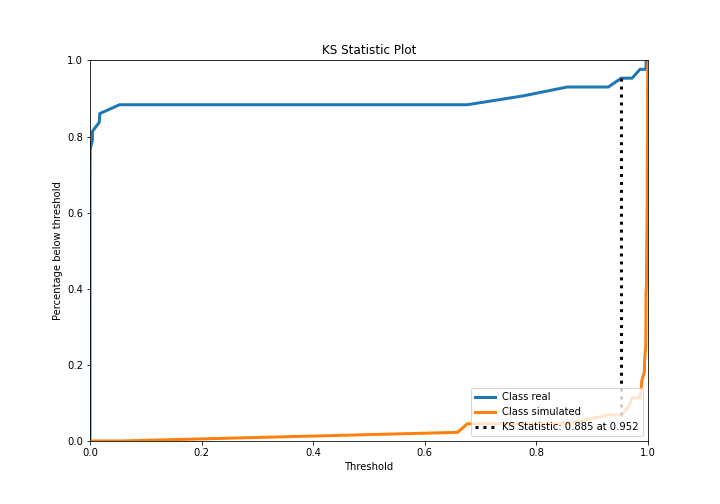 KS Statistic Plot
1.0
0.8
0.6
0.4
0.2
0.0
Percentage below threshold
Class real
Class simulated
KS Statistic: 0.885 at 0.952
0.0 0.2 0.4 0.6 0.8 1.0
Threshold